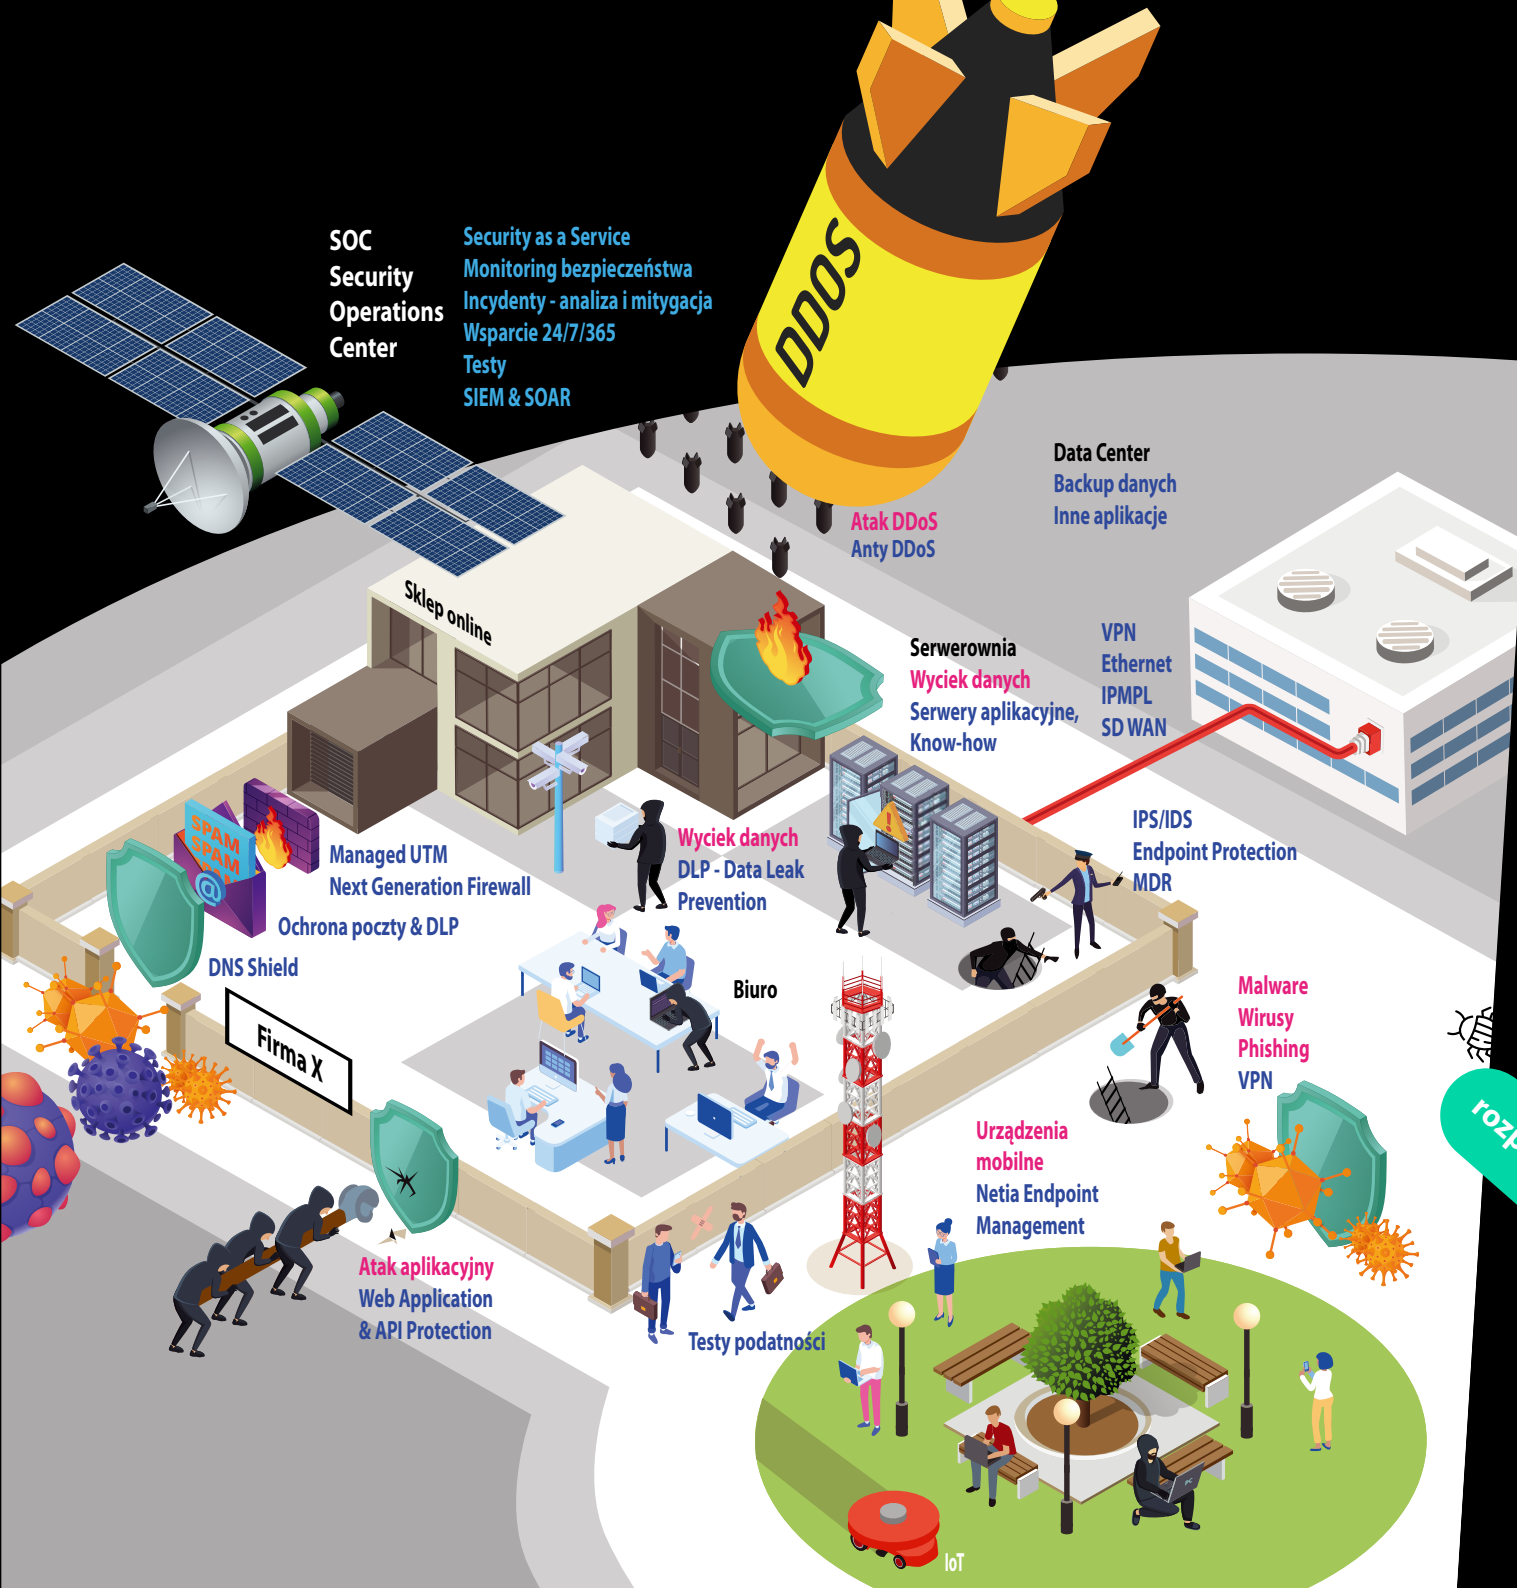 DDOS
SOC
Security
Operations
Center
Security as a Service
Monitoring bezpieczeństwa
Incydenty - analiza i mitygacja
Wsparcie 24/7/365
Testy
SIEM & SOAR
Data Center
Backup danych
Inne aplikacje
Atak DDoS
Anty DDoS
Sklep online
Serwerownia
Wyciek danych
Serwery aplikacyjne,
Know-how
VPN
Ethernet
IPMPL
SD WAN
SPAM
SPAM
@
Managed UTM
Next Generation Firewall
Ochrona poczty & DLP
DNS Shield
Wyciek danych
DLP - Data Leak
Prevention
IPS/IDS
Endpoint Protection
MDR
Biuro
Firma X
Malware
Wirusy
Phishing
VPN
Urządzenia
mobilne
Netia Endpoint
Management
Atak aplikacyjny
Web Application
& API Protection
Testy podatności
PC
IoT